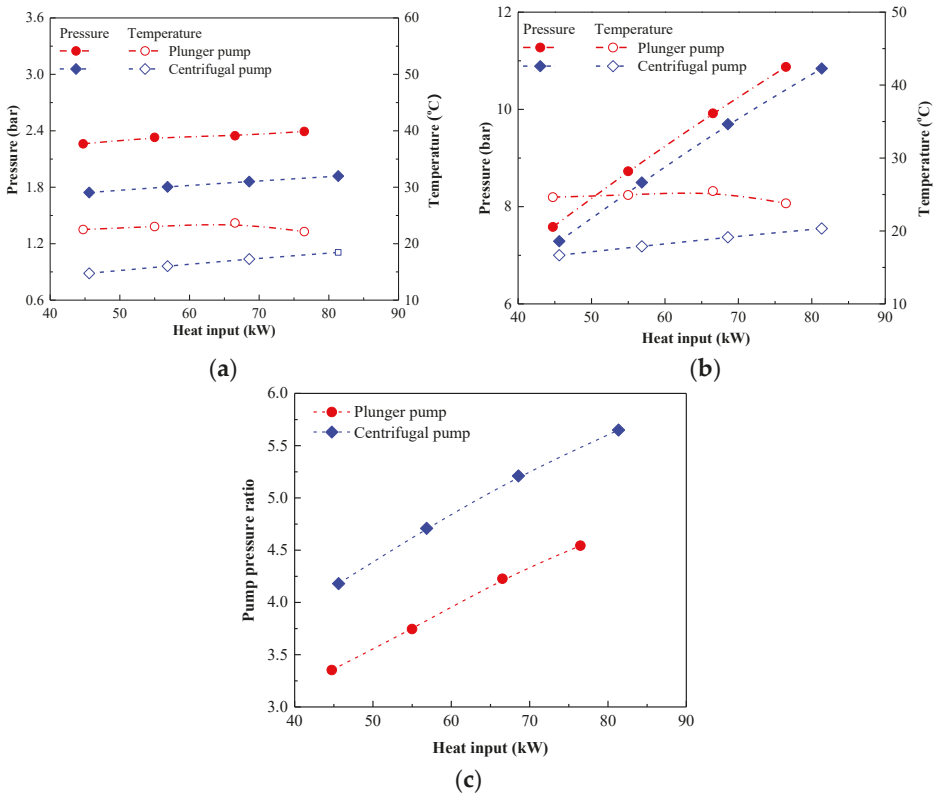 3.6
3.0
2.4
1.8
1.2
0.6
Pressure (bar)
Pressure Temperature
Plunger pump
Centrifugal pump
60
50
40
30
20
10
Temperature (°C)
40 50 60 70 80 90
Heat input (kW)
(a)
12
10
8
6
Pressure (bar)
Pressure Temperature
Plunger pump
Centrifugal pump
50
40
30
20
10
Temperature (°C)
40 50 60 70 80 90
Heat input (kW)
(b)
6.0
5.5
5.0
4.5
4.0
3.5
3.0
Pump pressure ratio
Plunger pump
Centrifugal pump
40 50 60 70 80 90
Heat input (kW)
(c)